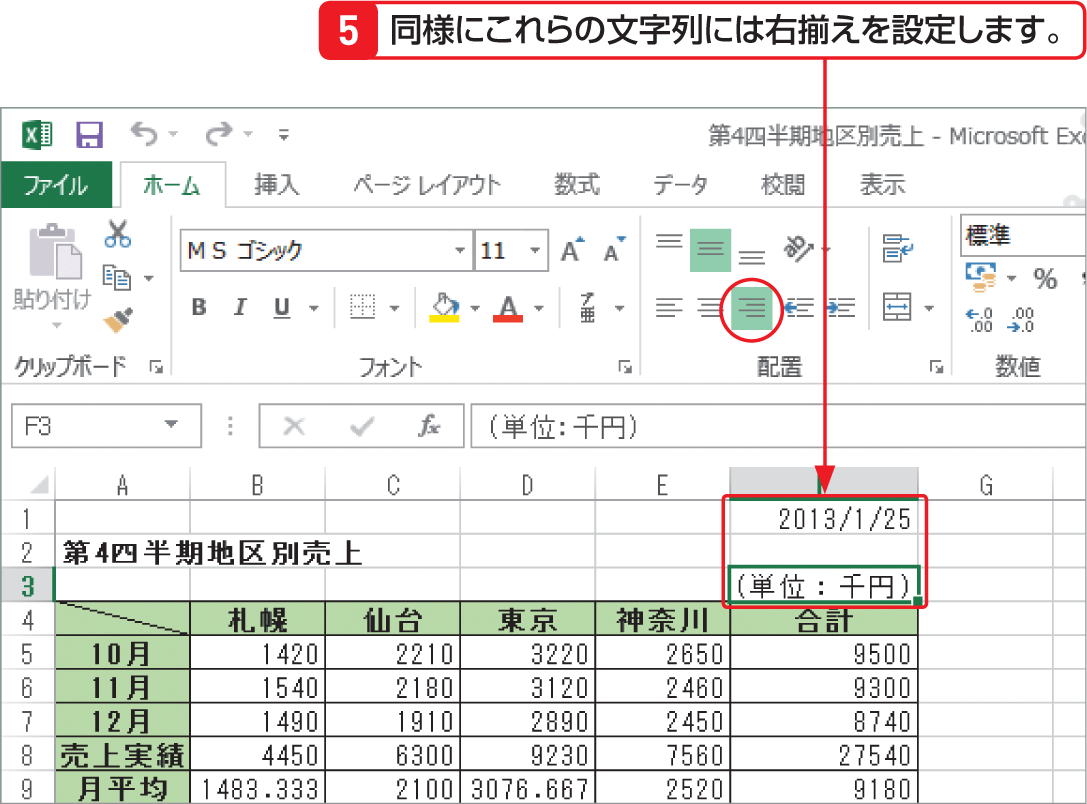 5 同様にこれらの文字列には右揃えを設定します。
第4四半期地区別売上 - Microsoft Exc
ファイル ホーム 挿入 ページ レイアウト 数式 データ 校閲 表示
貼り付け
ＭＳ ゴシック 11 A A
標準
B I U A 亜 ア %
←.0 .00 .00 →.0
クリップボード フォント 配置 数値
F3 fx (単位：千円)
A B C D E G
1 2013/1/25
2 第4四半期地区別売上
3 (単位：千円)
4 札幌 仙台 東京 神奈川 合計
5 10月 1420 2210 3220 2650 9500
6 11月 1540 2180 3120 2460 9300
7 12月 1490 1910 2890 2450 8740
8 売上実績 4450 6300 9230 7560 27540
9 月平均 1483.333 2100 3076.667 2520 9180